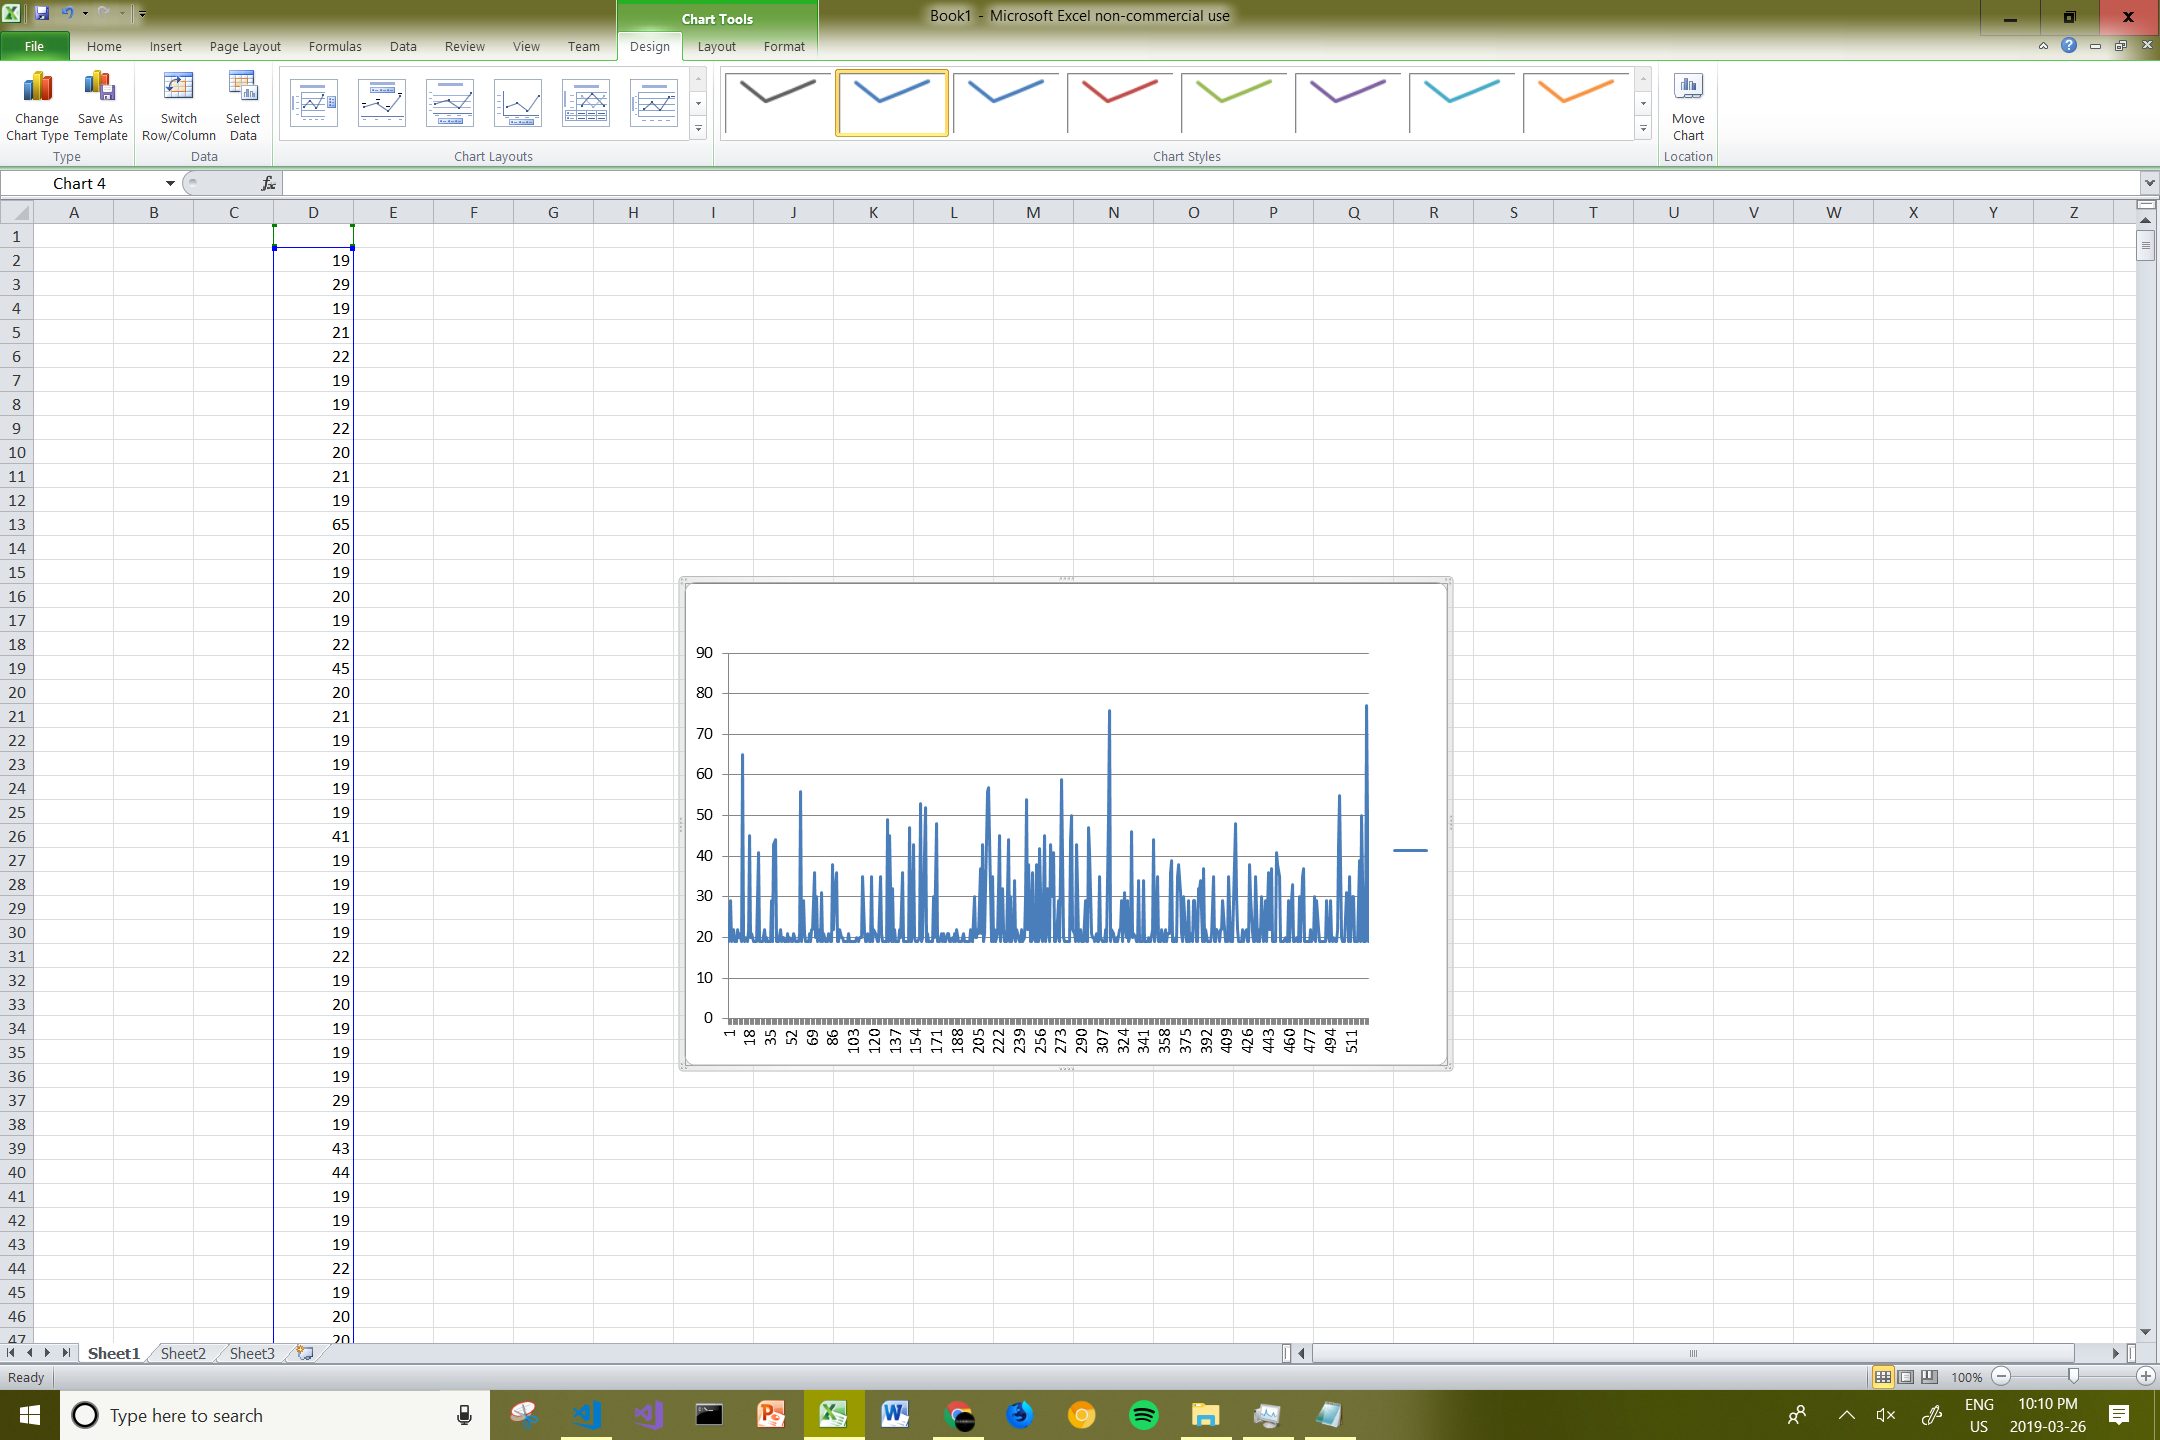 Chart Tools
Book1 - Microsoft Excel non-commercial use
File Home Insert Page Layout Formulas Data Review View Team Design Layout Format
Change Chart Type
Save As Template
Switch Row/Column
Select Data
Move Chart
Type
Data
Chart Layouts
Chart Styles
Location
Chart 4
fx
A B C D E F G H I J K L M N O P Q R S T U V W X Y Z
1
2 19
3 29
4 19
5 21
6 22
7 19
8 19
9 22
10 20
11 21
12 19
13 65
14 20
15 19
16 20
17 19
18 22
19 45
20 20
21 21
22 19
23 19
24 19
25 19
26 41
27 19
28 19
29 19
30 19
31 22
32 19
33 20
34 19
35 19
36 19
37 29
38 19
39 43
40 44
41 19
42 19
43 19
44 22
45 19
46 20
47 20
90
80
70
60
50
40
30
20
10
0
1 18 35 52 69 86 103 120 137 154 171 188 205 222 239 256 273 290 307 324 341 358 375 392 409 426 443 460 477 494 511
Sheet1 Sheet2 Sheet3
Ready
100%
Type here to search
ENG
US
10:10 PM
2019-03-26